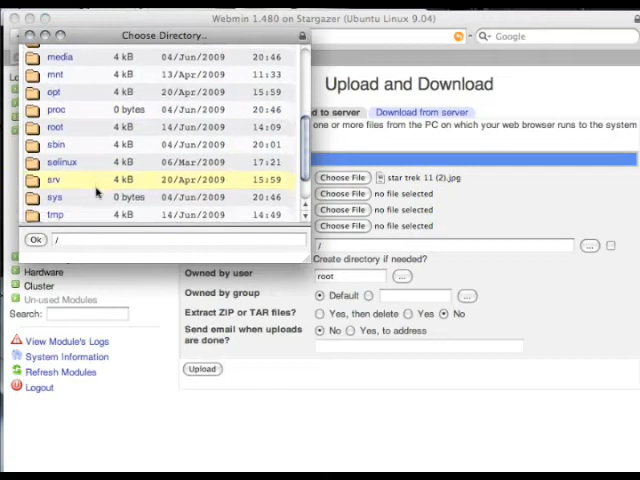 Webmin 1.480 on Stargazer (Ubuntu Linux 9.04)
Choose Directory..
Google
media 4 kB 04/Jun/2009 20:46
mnt 4 kB 13/Apr/2009 11:33
opt 4 kB 20/Apr/2009 15:59
proc 0 bytes 04/Jun/2009 20:46
root 4 kB 14/Jun/2009 14:09
sbin 4 kB 04/Jun/2009 20:01
selinux 4 kB 06/Mar/2009 17:21
srv 4 kB 20/Apr/2009 15:59
sys 0 bytes 04/Jun/2009 20:46
tmp 4 kB 14/Jun/2009 14:49
Ok /
Upload and Download
d to server Download from server
one or more files from the PC on which your web browser runs to the system
Choose File star trek 11 (2).jpg
Choose File no file selected
Choose File no file selected
Choose File no file selected
/ ...
Create directory if needed?
Owned by user root ...
Owned by group Default ...
Extract ZIP or TAR files? Yes, then delete Yes No
Send email when uploads are done? No Yes, to address
Upload
Hardware
Cluster
Un-used Modules
Search:
View Module's Logs
System Information
Refresh Modules
Logout